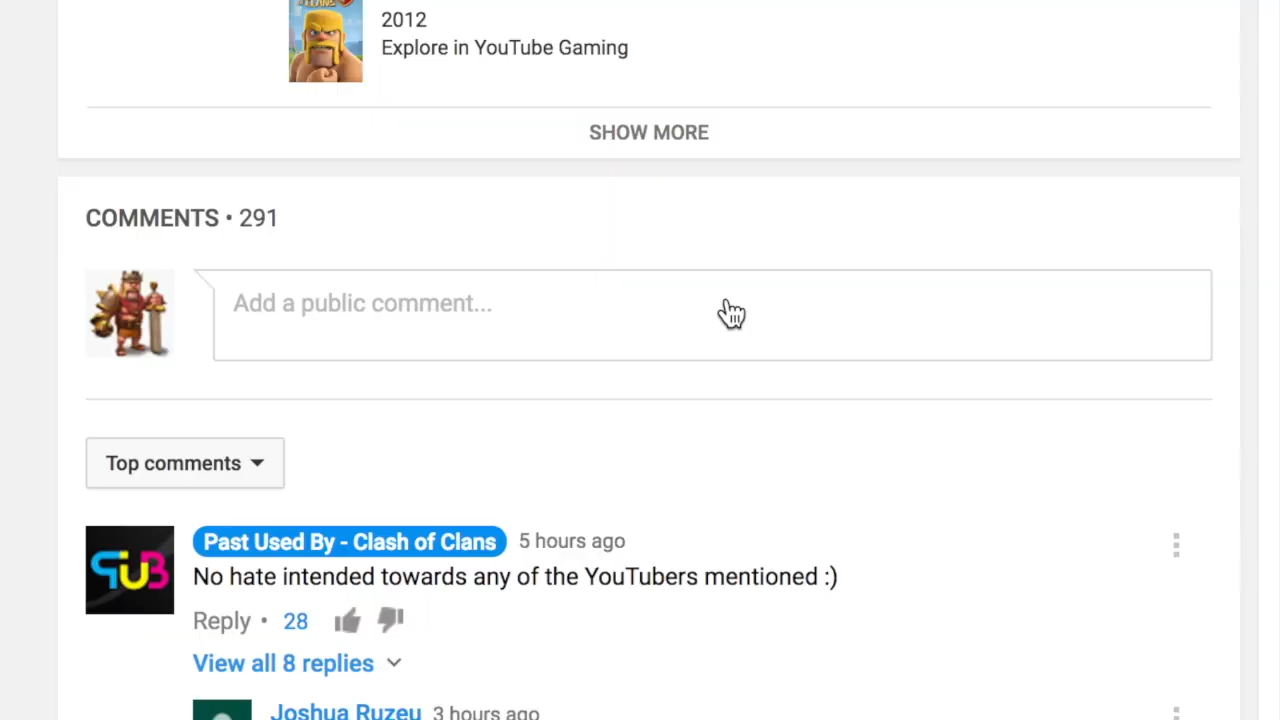 2012
Explore in YouTube Gaming
SHOW MORE
COMMENTS • 291
Add a public comment...
Top comments
Past Used By - Clash of Clans 5 hours ago
PUB
No hate intended towards any of the YouTubers mentioned :)
Reply • 28
View all 8 replies
Joshua Ruzeu 3 hours ago